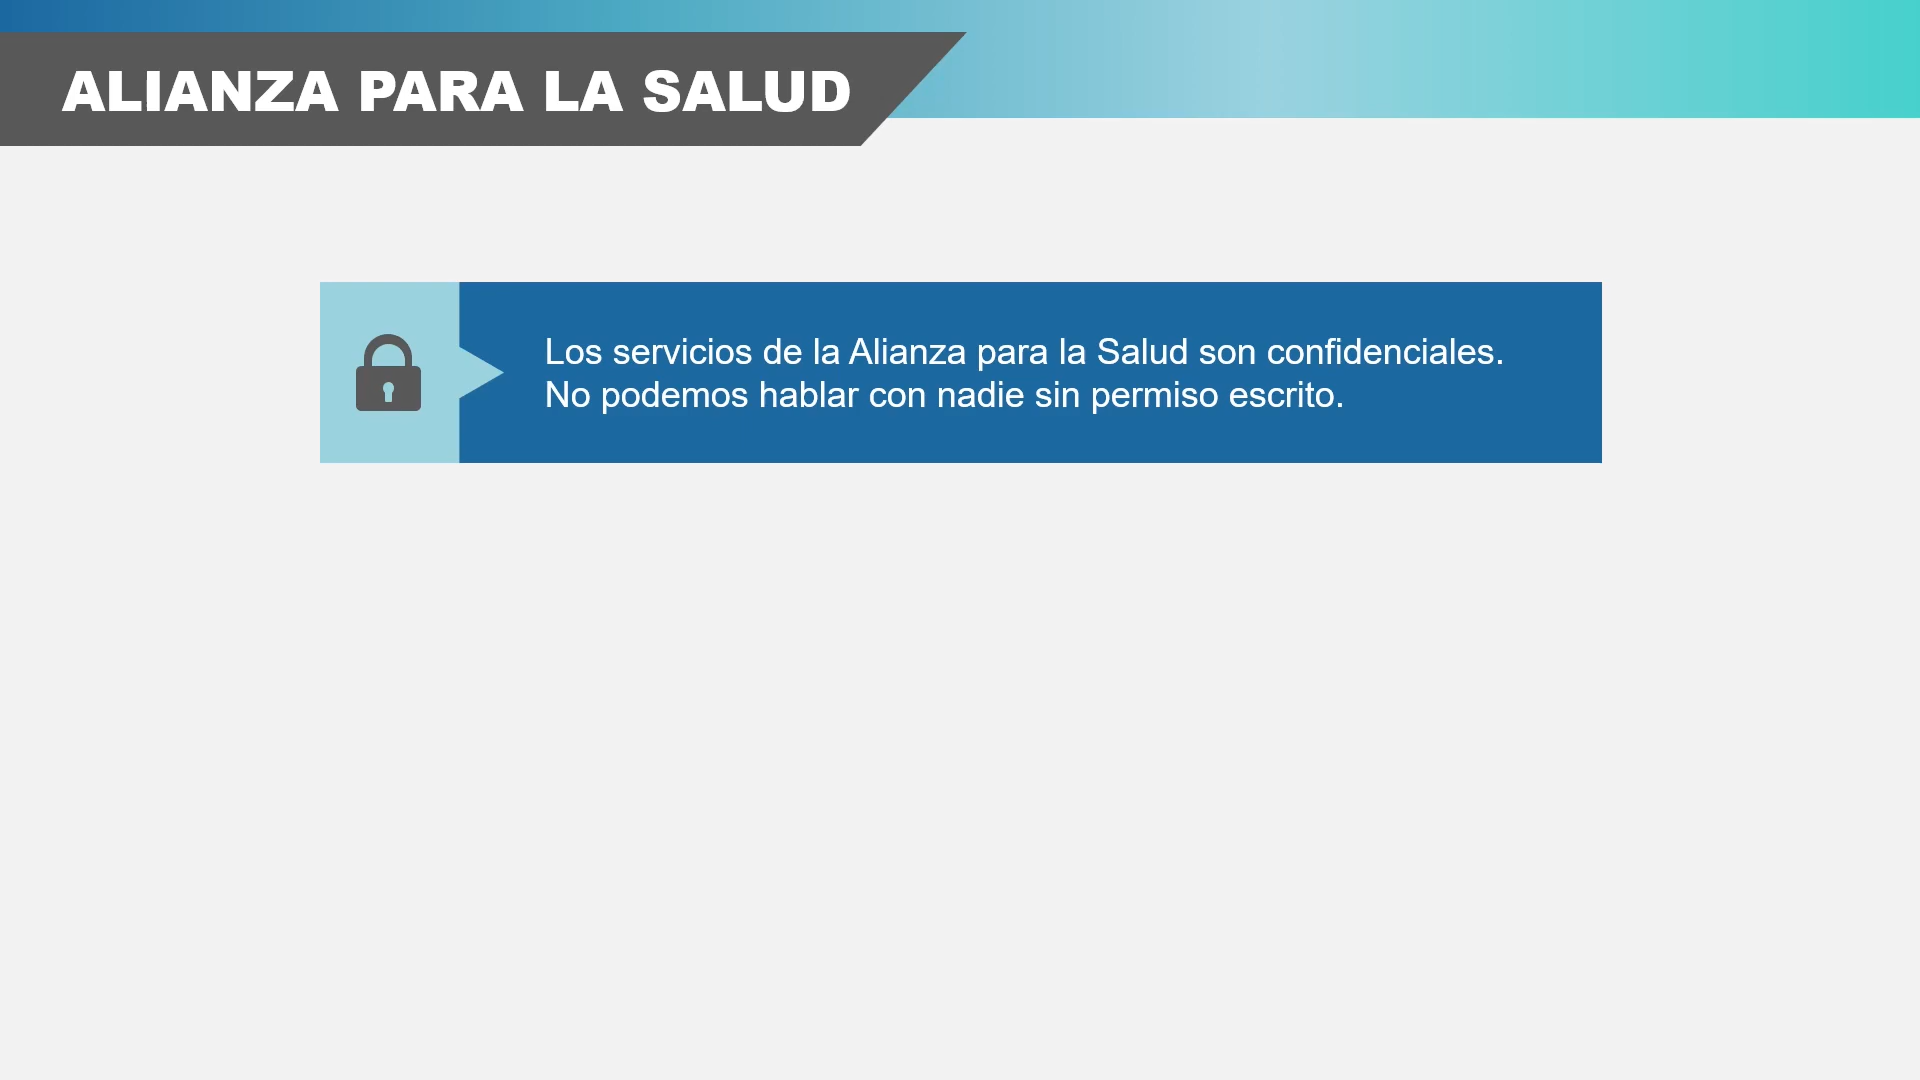 ALIANZA PARA LA SALUD
Los servicios de la Alianza para la Salud son confidenciales.
No podemos hablar con nadie sin permiso escrito.